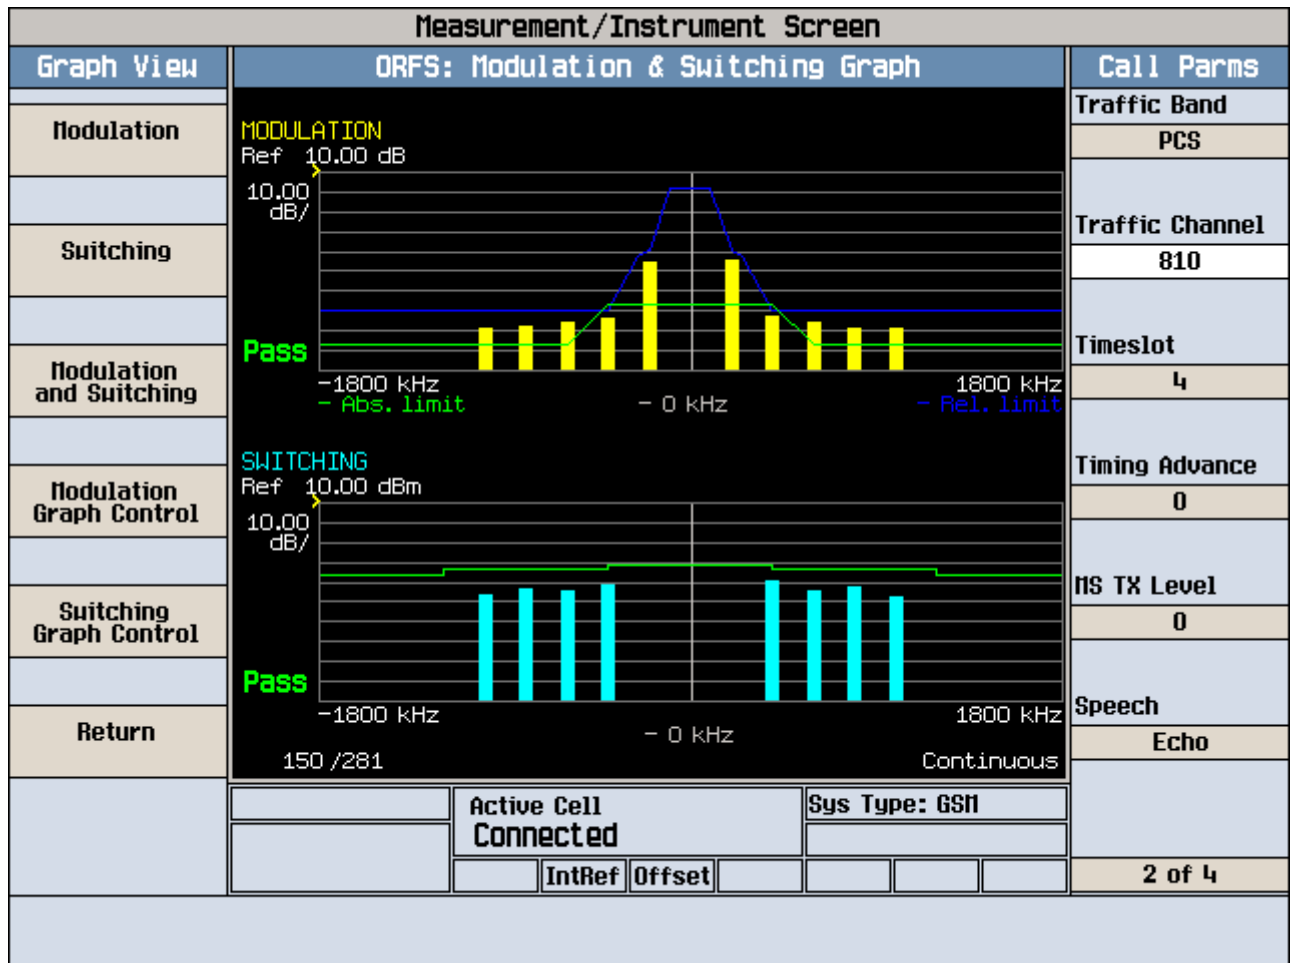 Measurement/Instrument Screen
Graph View
ORFS: Modulation & Switching Graph
Call Parms
Modulation
Switching
Modulation
and Switching
Modulation
Graph Control
Switching
Graph Control
Return
MODULATION
Ref 10.00 dB
10.00
dB/
Pass
-1800 kHz
1800 kHz
- Abs. limit
- 0 kHz
- Rel. limit
SWITCHING
Ref 10.00 dBm
10.00
dB/
Pass
-1800 kHz
1800 kHz
- 0 kHz
150 /281
Continuous
Traffic Band
PCS
Traffic Channel
810
Timeslot
4
Timing Advance
0
MS TX Level
0
Speech
Echo
2 of 4
Active Cell
Connected
Sys Type: GSM
IntRef
Offset